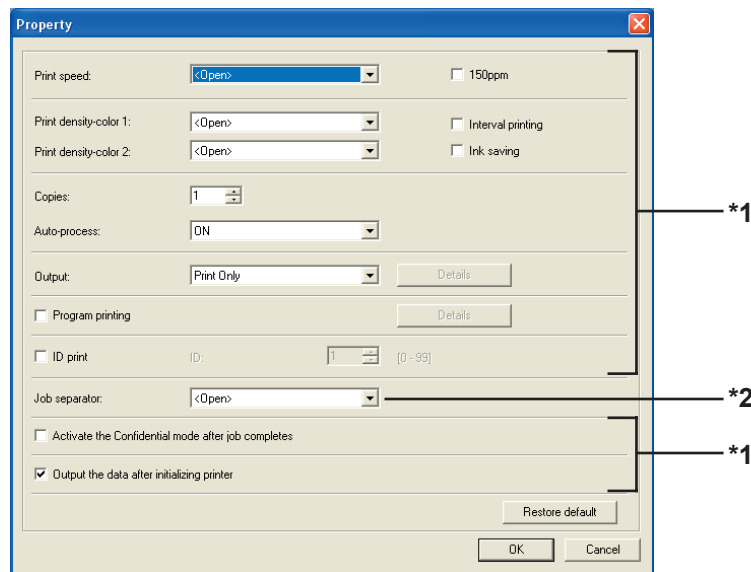 Property
Print speed: <Open> 150ppm
Print density-color 1: <Open> Interval printing
Print density-color 2: <Open> Ink saving
Copies: 1
*1
Auto-process: ON
Output: Print Only Details
Program printing Details
ID print ID: 1 [0 - 99]
Job separator: <Open> *2
Activate the Confidential mode after job completes
*1
Output the data after initializing printer
Restore default
OK Cancel